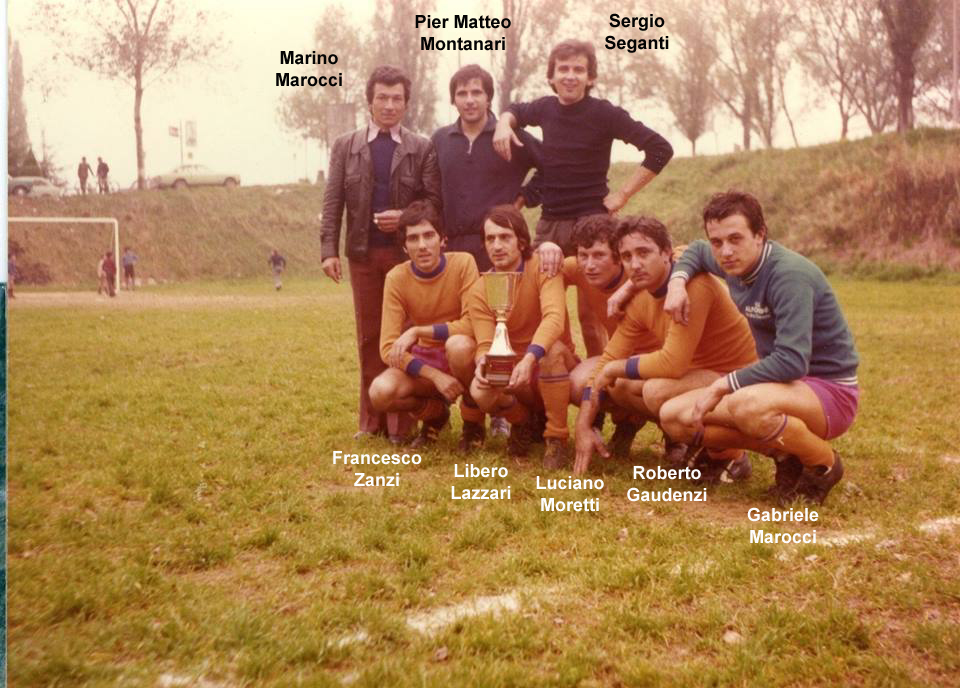 Marino
Marocci
Pier Matteo
Montanari
Sergio
Seganti
Francesco
Zanzi
Libero
Lazzari
Luciano
Moretti
Roberto
Gaudenzi
Gabriele
Marocci